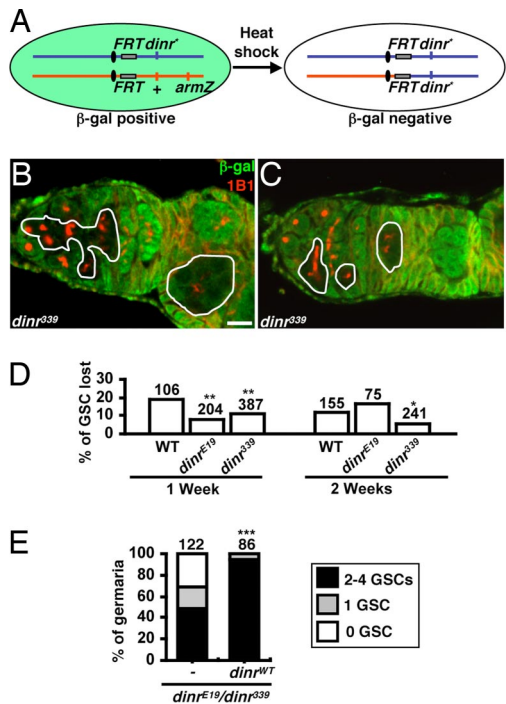 A
FRT dinr*
FRT + armZ
β-gal positive
Heat
shock
FRT dinr*
FRT dinr*
β-gal negative
B
β-gal
1B1
dinr339
C
dinr339
D
% of GSC lost
30
20
10
0
106
**
204
**
387
155
75
*
241
WT
dinrE19
dinr339
WT
dinrE19
dinr339
1 Week
2 Weeks
E
% of germaria
100
80
60
40
20
0
122
***
86
-
dinrWT
dinrE19/dinr339
2-4 GSCs
1 GSC
0 GSC